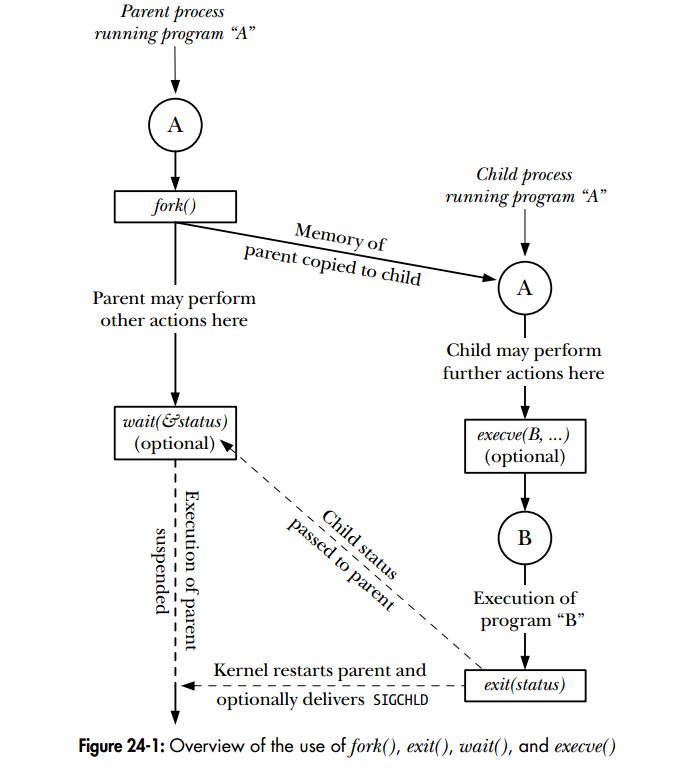 Parent process
running program “A”
A
fork()
Child process
running program “A”
Memory of
parent copied to child
A
Parent may perform
other actions here
Child may perform
further actions here
wait(&status)
(optional)
execve(B, ...)
(optional)
Execution of parent
suspended
Child status
passed to parent
B
Execution of
program “B”
Kernel restarts parent and
optionally delivers SIGCHLD
exit(status)
Figure 24-1: Overview of the use of fork(), exit(), wait(), and execve()